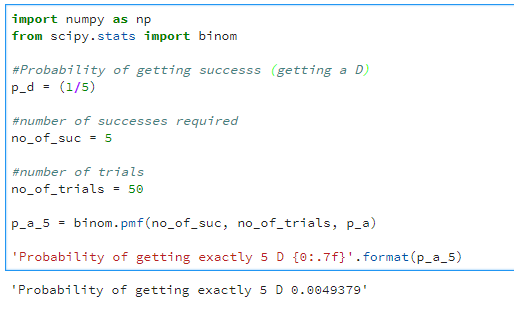 import numpy as np
from scipy.stats import binom
#Probability of getting successs (getting a D)
p_d = (1/5)
#number of successes required
no_of_suc = 5
#number of trials
no_of_trials = 50
p_a_5 = binom.pmf(no_of_suc, no_of_trials, p_a)
'Probability of getting exactly 5 D {0:.7f}'.format(p_a_5)
'Probability of getting exactly 5 D 0.0049379'